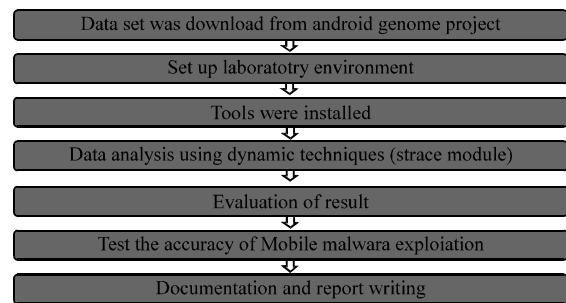 Data set was download from android genome project
Set up laboratotry environment
Tools were installed
Data analysis using dynamic techniques (strace module)
Evaluation of result
Test the accuracy of Mobile malwara exploiation
Documentation and report writing